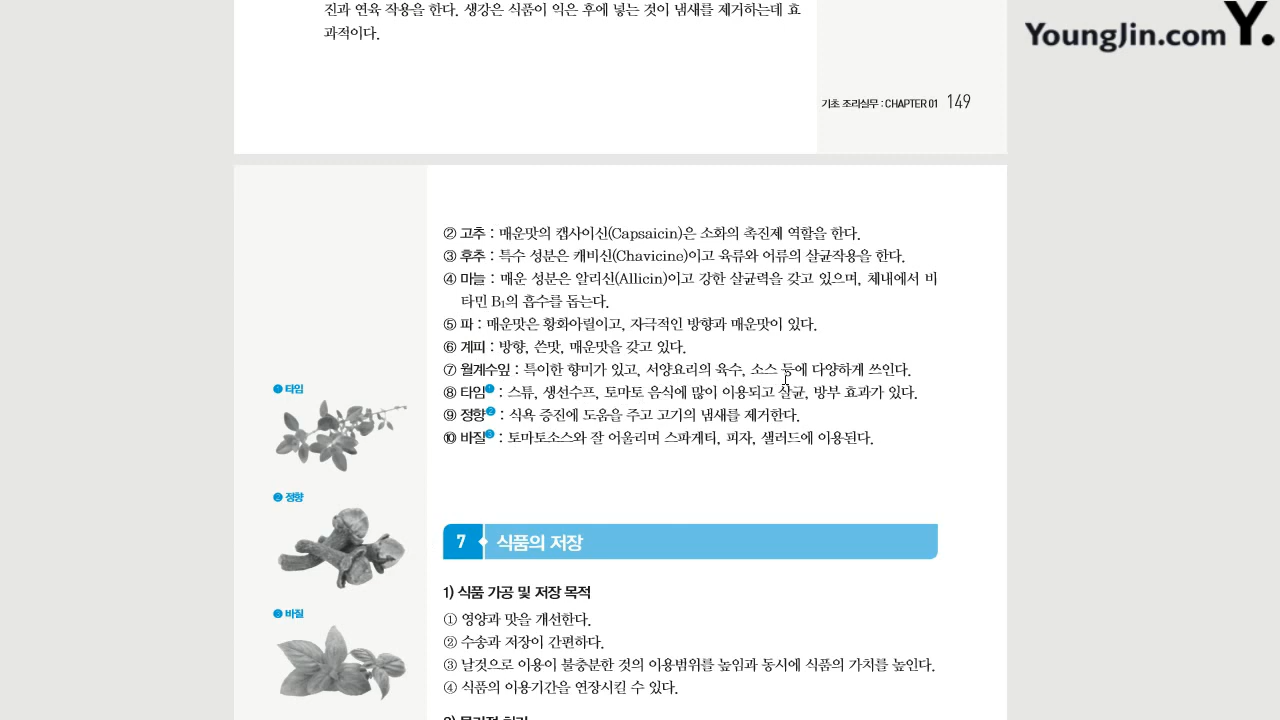 진과 연육 작용을 한다. 생강은 식품이 익은 후에 넣는 것이 냄새를 제거하는데 효
과적이다.
YoungJin.com Y.
기초 조리실무 : CHAPTER 01 149
② 고추 : 매운맛의 캡사이신(Capsaicin)은 소화의 촉진제 역할을 한다.
③ 후추 : 특수 성분은 캐비신(Chavicine)이고 육류와 어류의 살균작용을 한다.
④ 마늘 : 매운 성분은 알리신(Allicin)이고 강한 살균력을 갖고 있으며, 체내에서 비
타민 B₁의 흡수를 돕는다.
⑤ 파 : 매운맛은 황화아릴이고, 자극적인 방향과 매운맛이 있다.
⑥ 계피 : 방향, 쓴맛, 매운맛을 갖고 있다.
⑦ 월계수잎 : 특이한 향미가 있고, 서양요리의 육수, 소스 등에 다양하게 쓰인다.
⑧ 타임❶ : 스튜, 생선수프, 토마토 음식에 많이 이용되고 살균, 방부 효과가 있다.
⑨ 정향❷ : 식욕 증진에 도움을 주고 고기의 냄새를 제거한다.
⑩ 바질❸ : 토마토소스와 잘 어울리며 스파게티, 피자, 샐러드에 이용된다.
❶ 타임
❷ 정향
❸ 바질
7 식품의 저장
1) 식품 가공 및 저장 목적
① 영양과 맛을 개선한다.
② 수송과 저장이 간편하다.
③ 날것으로 이용이 불충분한 것의 이용범위를 높임과 동시에 식품의 가치를 높인다.
④ 식품의 이용기간을 연장시킬 수 있다.